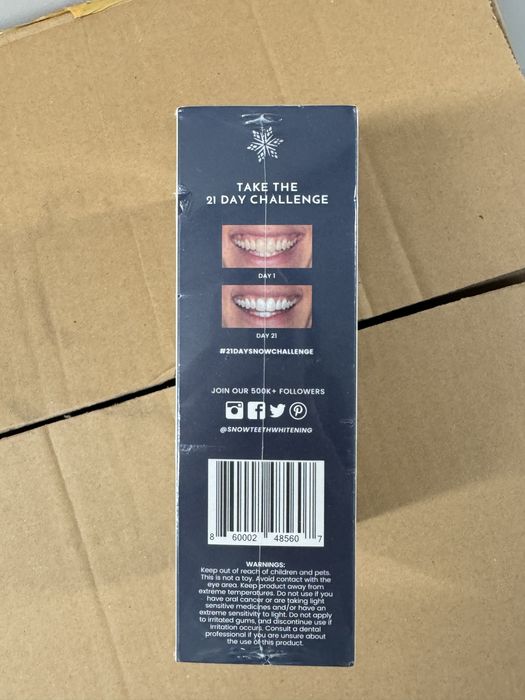 TAKE THE
21 DAY CHALLENGE
DAY 1
DAY 21
#21DAYSNOWCHALLENGE
JOIN OUR 500K+ FOLLOWERS
@SNOWTEETHWHITENING
8 60002 48560 7
WARNINGS:
Keep out of reach of children and pets.
This is not a toy. Avoid contact with the
eye area. Keep product away from
extreme temperatures. Do not use if you
have oral cancer or are taking light
sensitive medicines and/or have an
extreme sensitivity to light. Do not apply
to irritated gums, and discontinue use if
irritation occurs. Consult a dental
professional if you are unsure about
the use of this product.